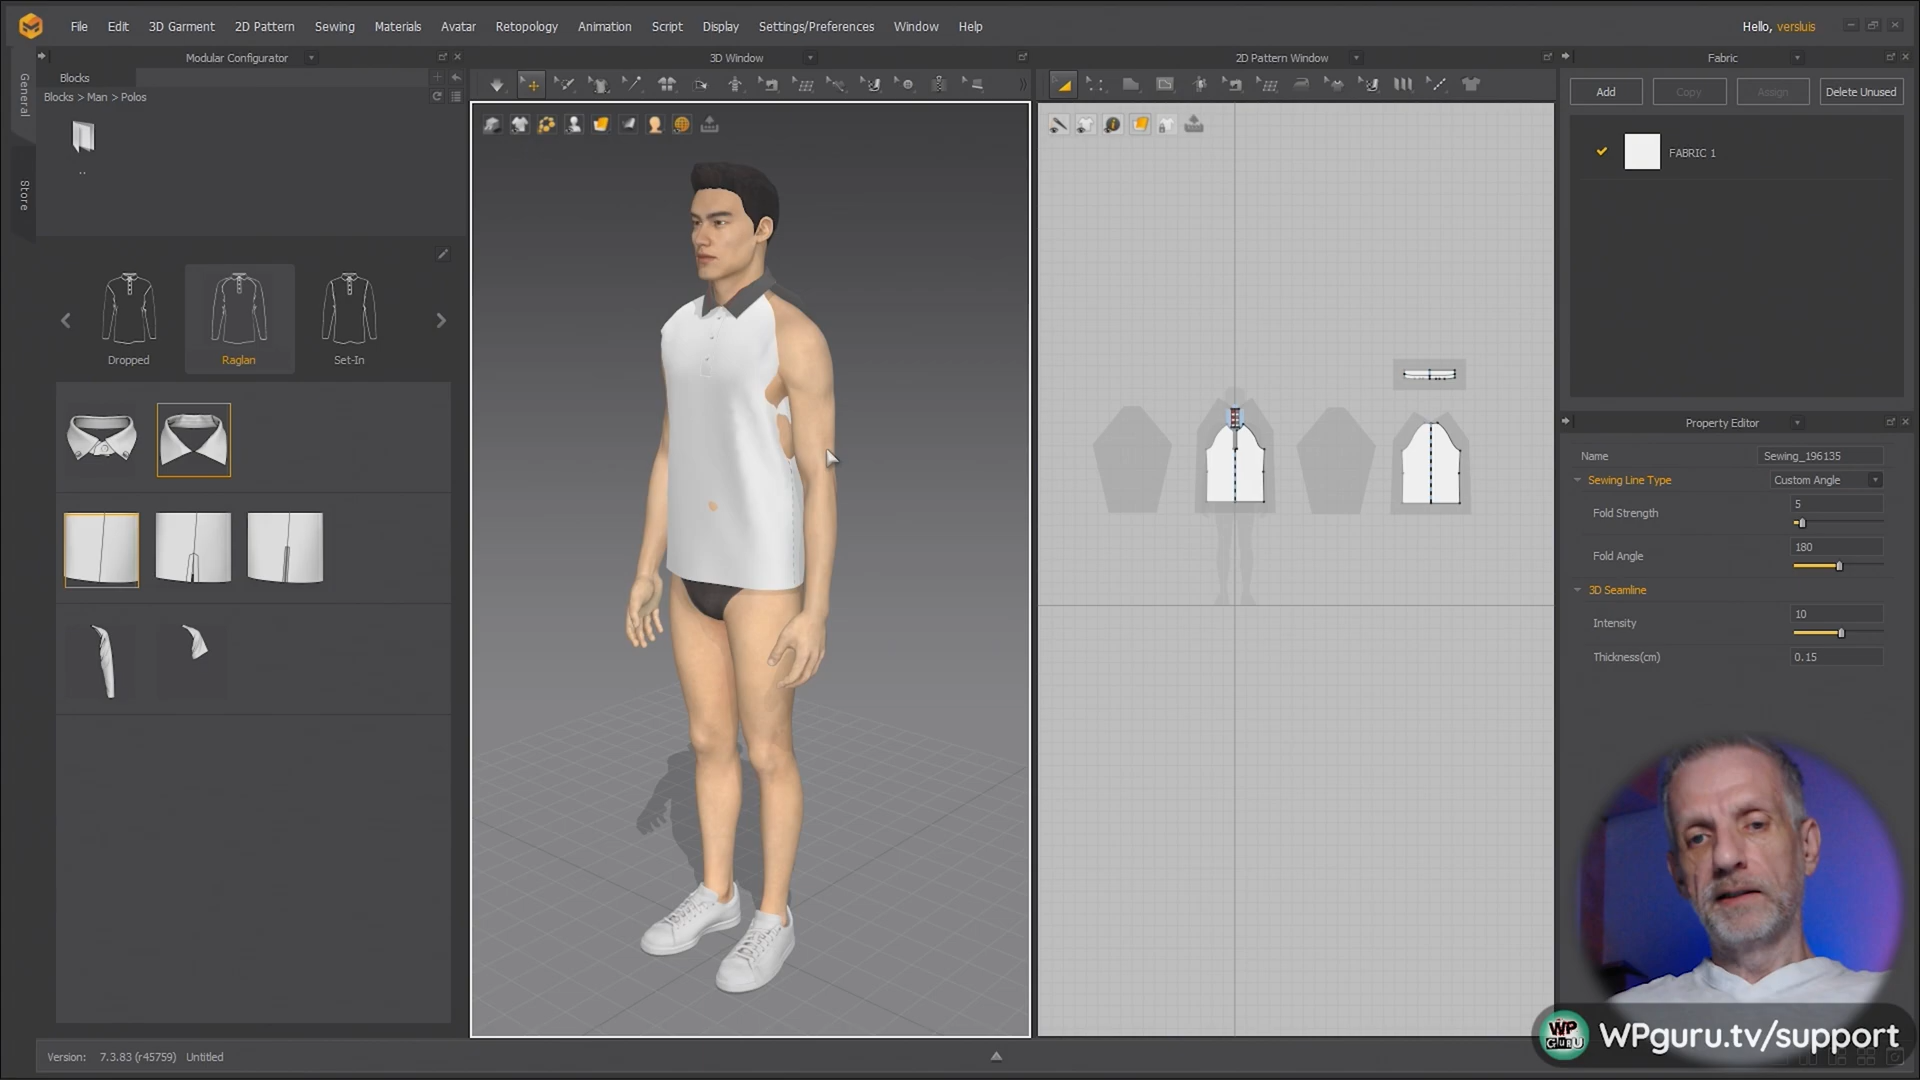 File Edit 3D Garment 2D Pattern Sewing Materials Avatar Retopology Animation Script Display Settings/Preferences Window Help
Hello, versluis
Modular Configurator
3D Window
2D Pattern Window
Fabric
General
Store
Blocks
Blocks > Man > Polos
..
Add
Copy
Assign
Delete Unused
FABRIC 1
Dropped
Raglan
Set-In
Property Editor
Name
Sewing_196135
Sewing Line Type
Custom Angle
Fold Strength
5
Fold Angle
180
3D Seamline
Intensity
10
Thickness(cm)
0.15
Version: 7.3.83 (r45759) Untitled
WP
GURU
WPguru.tv/support